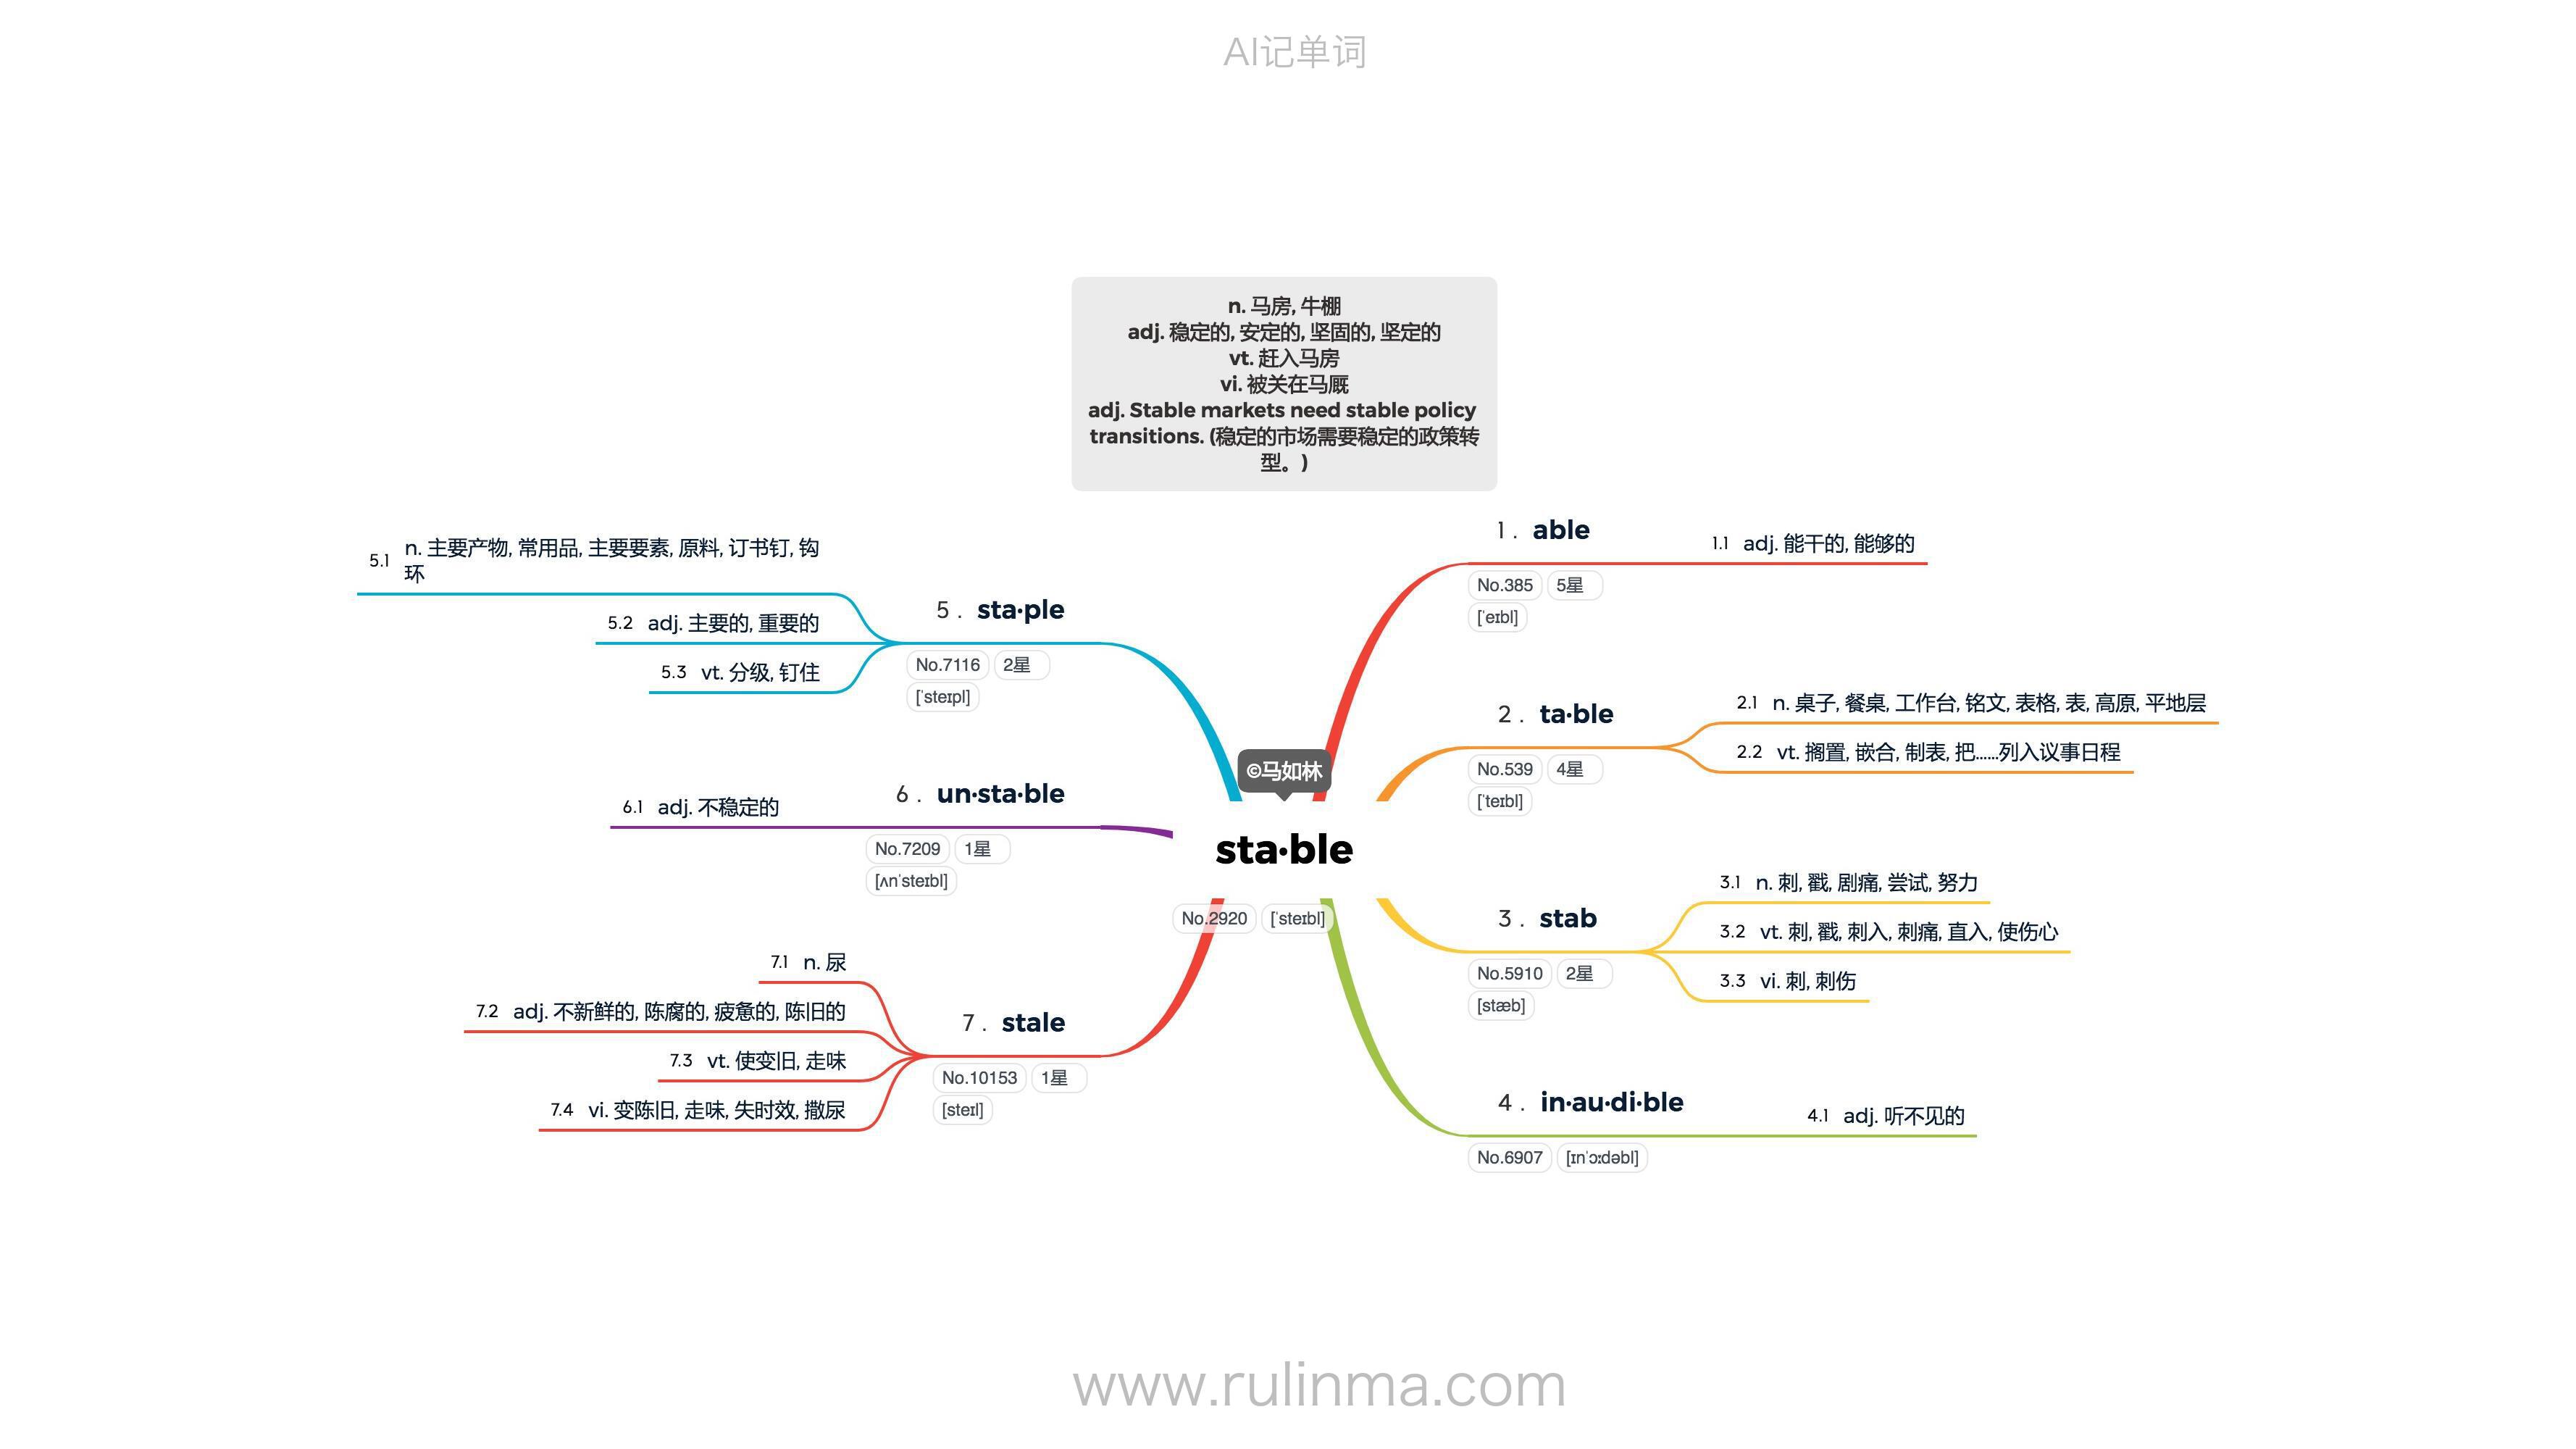 AI记单词
n. 马房, 牛棚
adj. 稳定的, 安定的, 坚固的, 坚定的
vt. 赶入马房
vi. 被关在马厩
adj. Stable markets need stable policy
transitions. (稳定的市场需要稳定的政策转
型。)
©马如林
sta·ble
No.2920 [ˈsteɪbl]
1. able
No.385 5星
[ˈeɪbl]
1.1 adj. 能干的, 能够的
2. ta·ble
No.539 4星
[ˈteɪbl]
2.1 n. 桌子, 餐桌, 工作台, 铭文, 表格, 表, 高原, 平地层
2.2 vt. 搁置, 嵌合, 制表, 把……列入议事日程
3. stab
No.5910 2星
[stæb]
3.1 n. 刺, 戳, 剧痛, 尝试, 努力
3.2 vt. 刺, 戳, 刺入, 刺痛, 直入, 使伤心
3.3 vi. 刺, 刺伤
4. in·au·di·ble
No.6907 [ɪnˈɔːdəbl]
4.1 adj. 听不见的
5. sta·ple
No.7116 2星
[ˈsteɪpl]
5.1 n. 主要产物, 常用品, 主要要素, 原料, 订书钉, 钩
环
5.2 adj. 主要的, 重要的
5.3 vt. 分级, 钉住
6. un·sta·ble
No.7209 1星
[ʌnˈsteɪbl]
6.1 adj. 不稳定的
7. stale
No.10153 1星
[steɪl]
7.1 n. 尿
7.2 adj. 不新鲜的, 陈腐的, 疲惫的, 陈旧的
7.3 vt. 使变旧, 走味
7.4 vi. 变陈旧, 走味, 失时效, 撒尿
www.rulinma.com